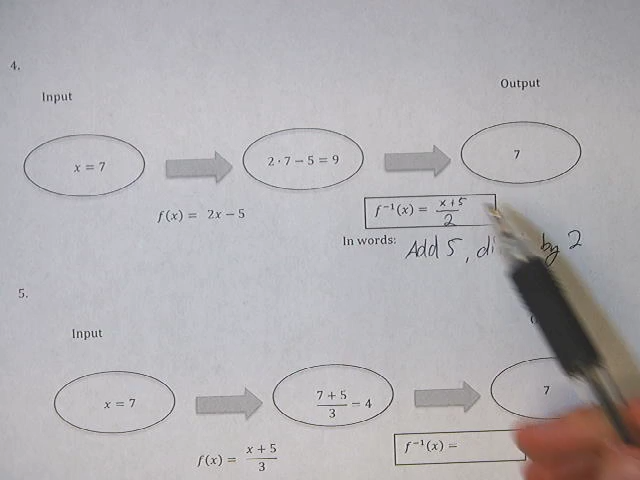 4.
Input
Output
x = 7
2 · 7 − 5 = 9
7
f(x) = 2x − 5
f⁻¹(x) = x+5 / 2
In words: Add 5, di by 2
5.
Input
x = 7
7 + 5 / 3 = 4
7
f(x) = x + 5 / 3
f⁻¹(x) =